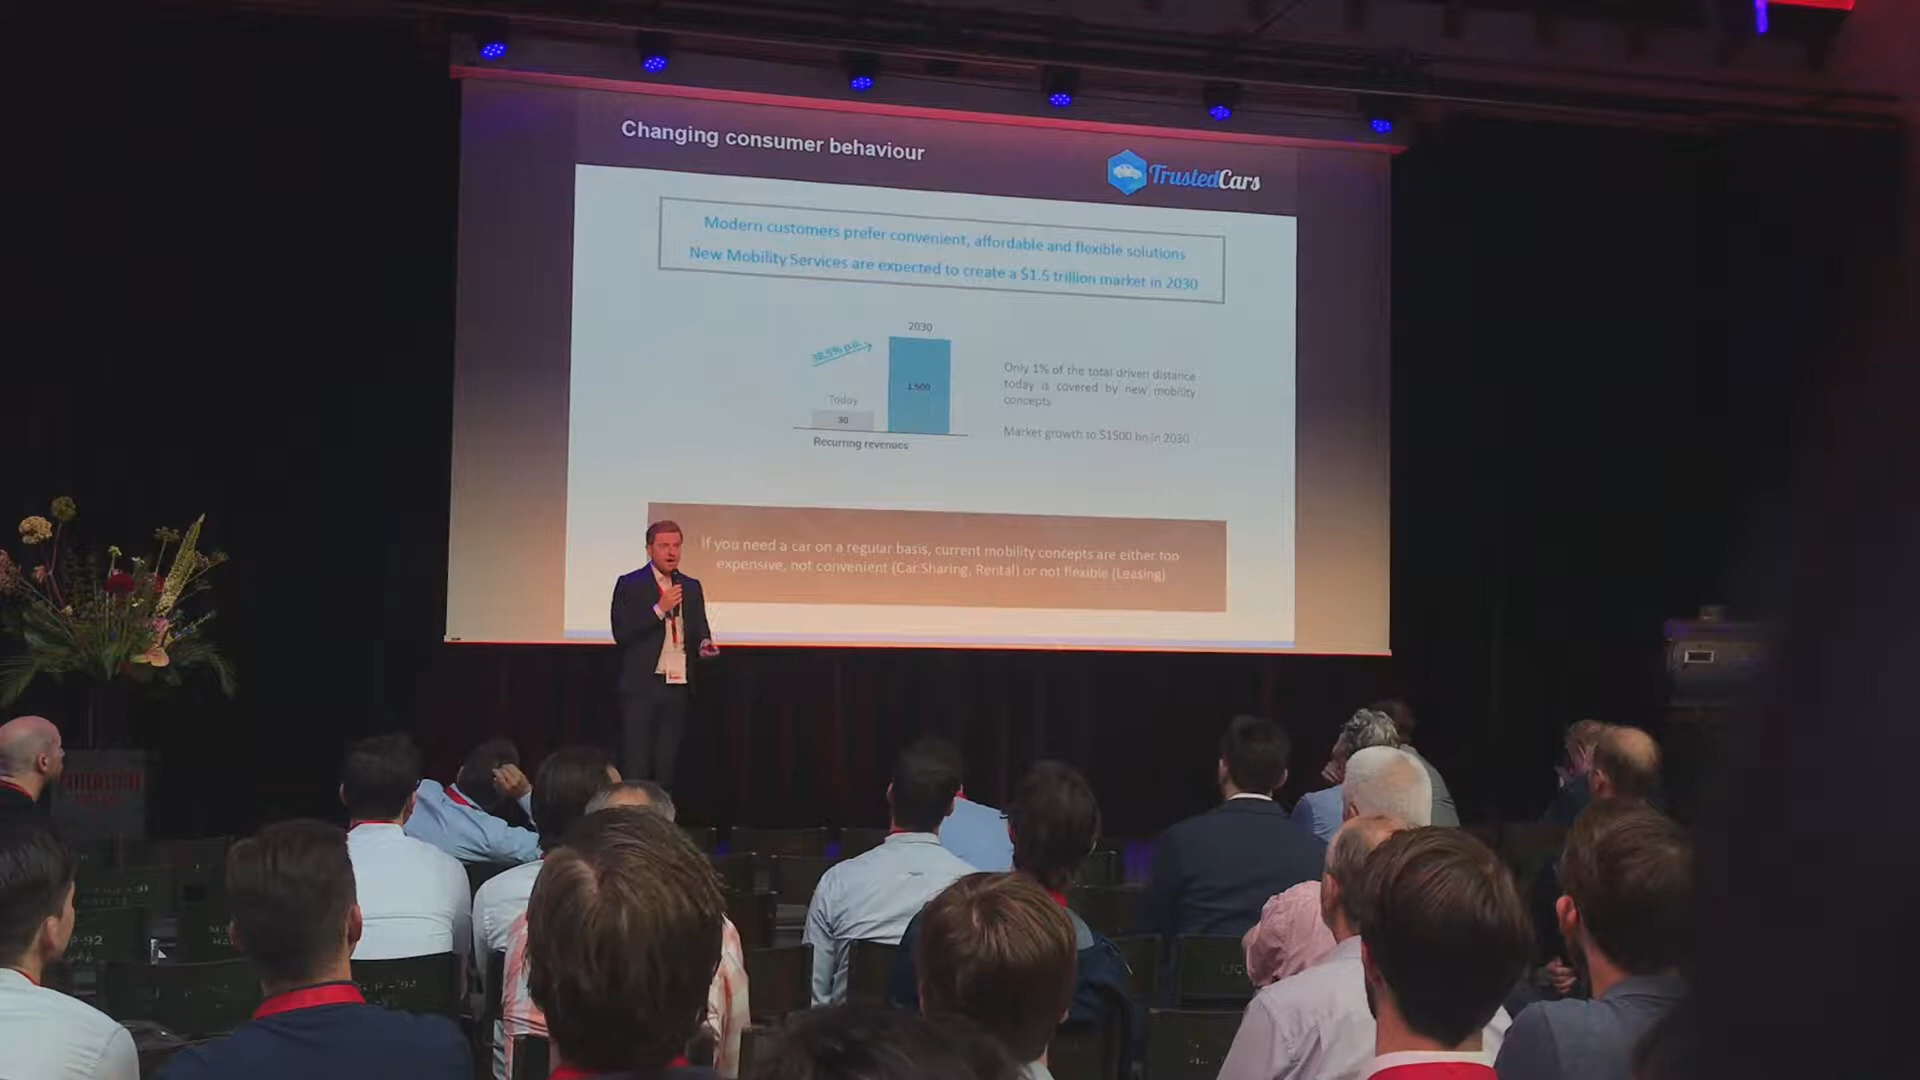 Changing consumer behaviour
TrustedCars
Modern customers prefer convenient, affordable and flexible solutions
New Mobility Services are expected to create a $1.5 trillion market in 2030
2030
1.500
Today
30
Recurring revenues
Only 1% of the total driven distance
today is covered by new mobility
concepts
Market growth to $1500 bn in 2030
If you need a car on a regular basis, current mobility concepts are either too
expensive, not convenient (Car Sharing, Rental) or not flexible (Leasing)